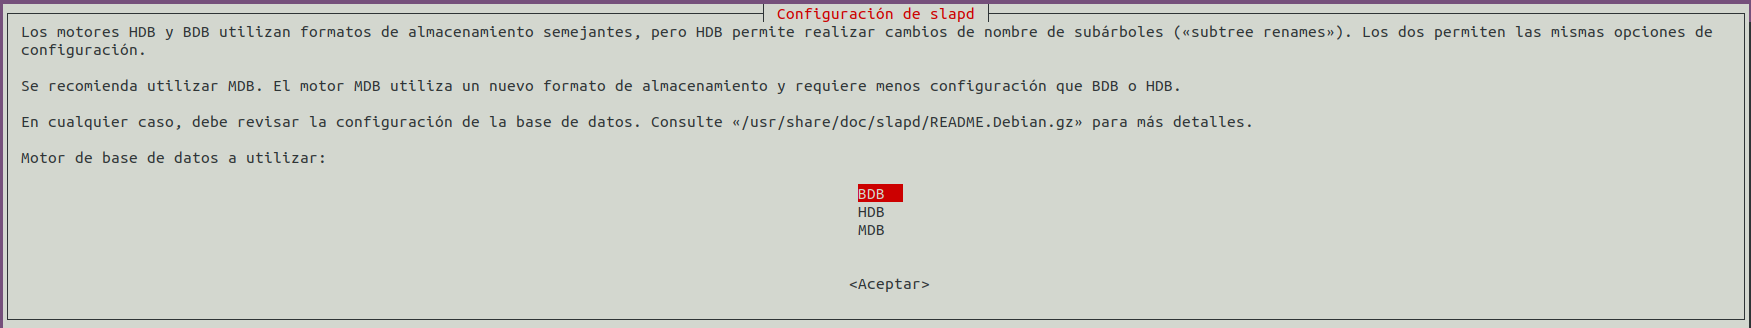 Configuración de slapd
Los motores HDB y BDB utilizan formatos de almacenamiento semejantes, pero HDB permite realizar cambios de nombre de subárboles («subtree renames»). Los dos permiten las mismas opciones de
configuración.
Se recomienda utilizar MDB. El motor MDB utiliza un nuevo formato de almacenamiento y requiere menos configuración que BDB o HDB.
En cualquier caso, debe revisar la configuración de la base de datos. Consulte «/usr/share/doc/slapd/README.Debian.gz» para más detalles.
Motor de base de datos a utilizar:
BDB
HDB
MDB
<Aceptar>